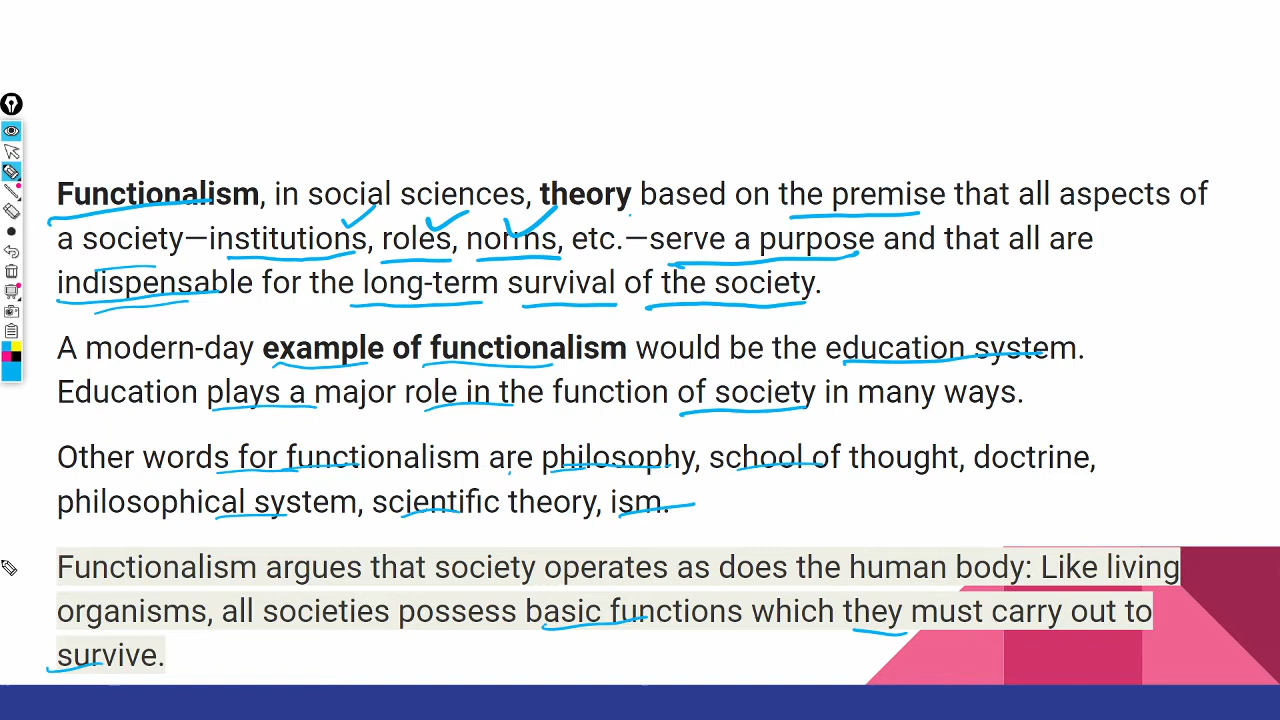 Functionalism, in social sciences, theory based on the premise that all aspects of
a society—institutions, roles, norms, etc.—serve a purpose and that all are
indispensable for the long-term survival of the society.
A modern-day example of functionalism would be the education system.
Education plays a major role in the function of society in many ways.
Other words for functionalism are philosophy, school of thought, doctrine,
philosophical system, scientific theory, ism.
Functionalism argues that society operates as does the human body: Like living
organisms, all societies possess basic functions which they must carry out to
survive.